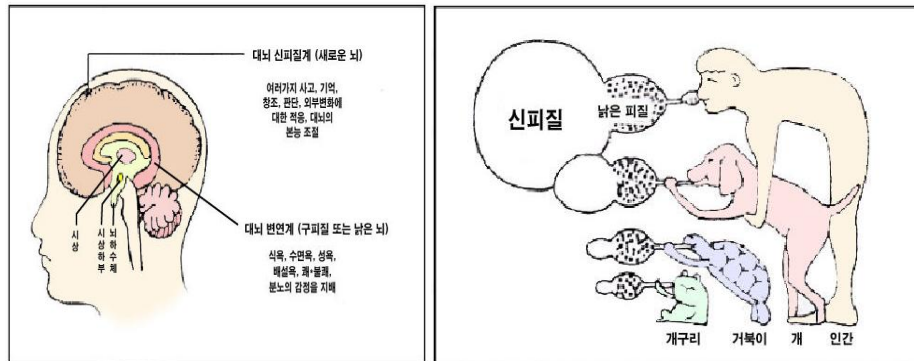 대뇌 신피질계 (새로운 뇌)
여러가지 사고, 기억,
창조, 판단, 외부변화에
대한 적응, 대뇌의
본능 조절
대뇌 변연계 (구피질 또는 낡은 뇌)
식욕, 수면욕, 성욕,
배설욕, 쾌•불쾌,
분노의 감정을 지배
시상
시상하부
뇌하수체
신피질
낡은 피질
개구리 거북이 개 인간